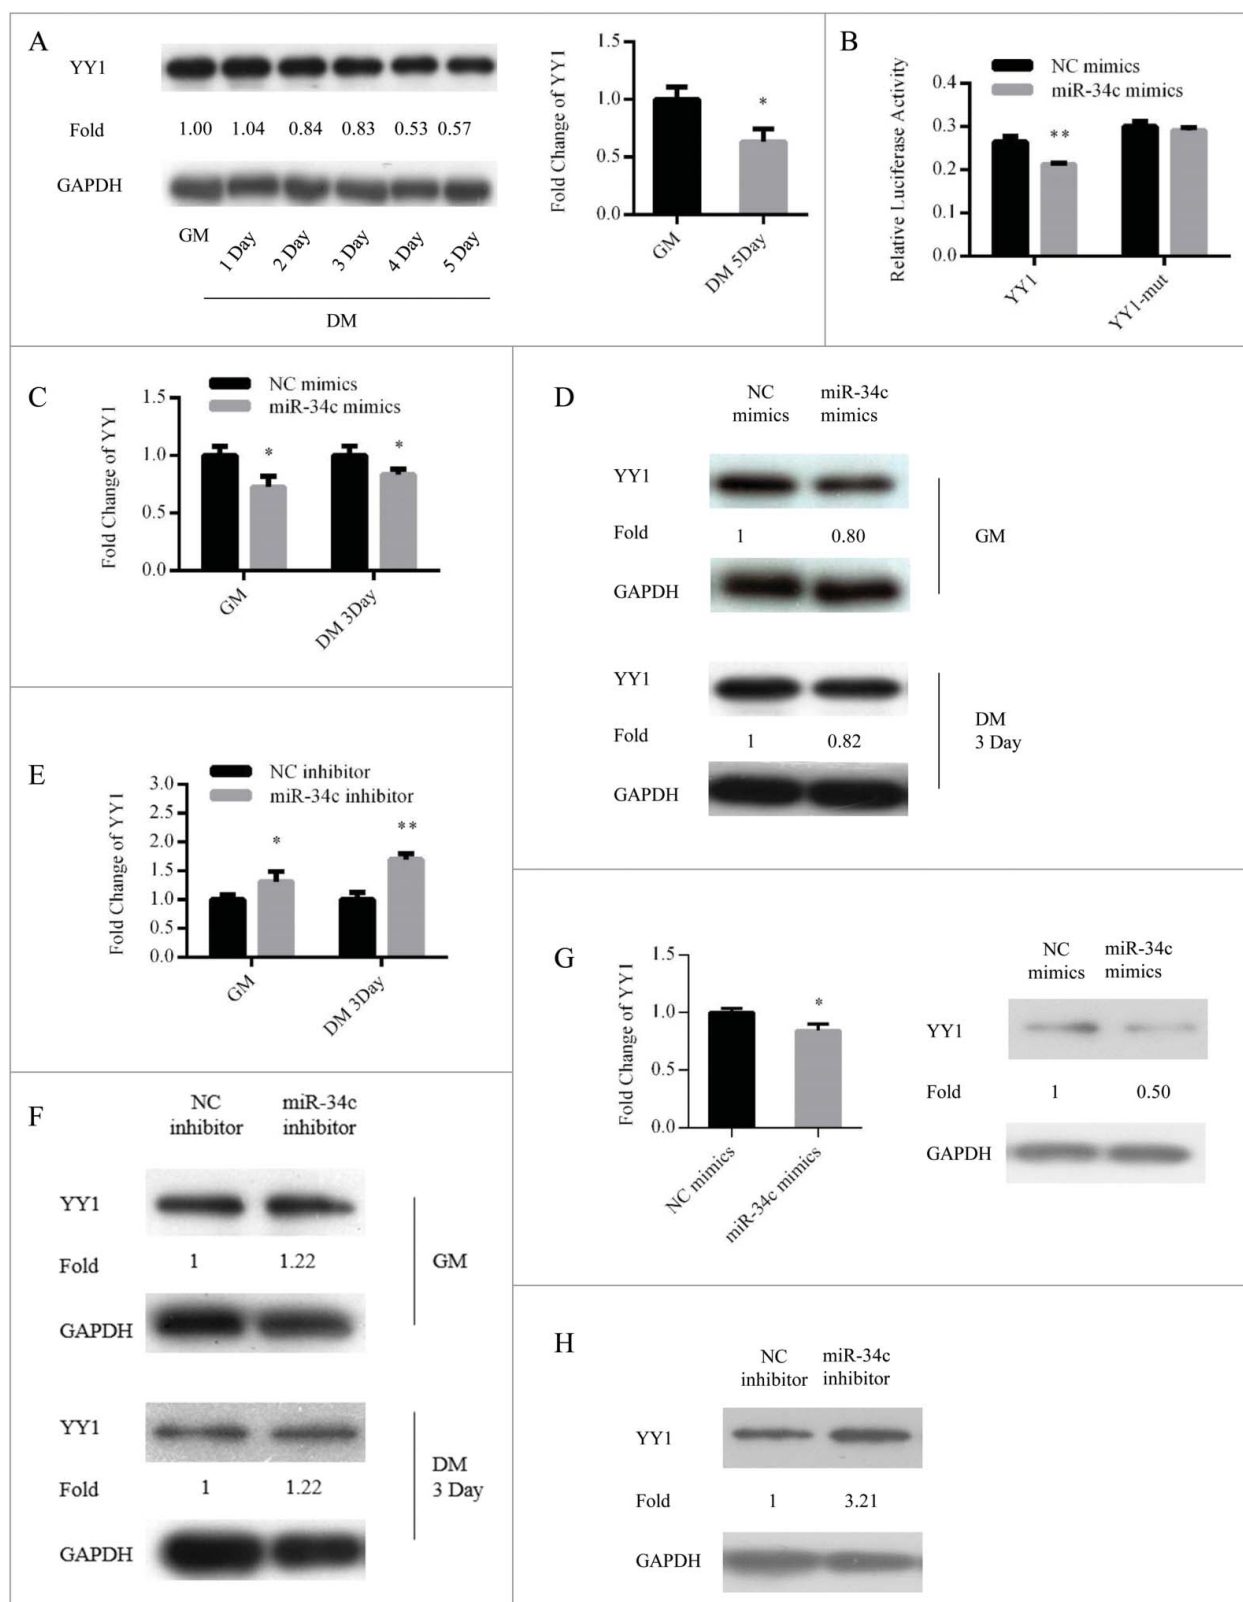 A
YY1
Fold
1.00 1.04 0.84 0.83 0.53 0.57
GAPDH
GM 1 Day 2 Day 3 Day 4 Day 5 Day
DM
Fold Change of YY1
1.5
1.0
0.5
0.0
*
GM
DM 5Day
B
NC mimics
miR-34c mimics
Relative Luciferase Activity
0.4
0.3
0.2
0.1
0.0
**
YY1
YY1-mut
C
NC mimics
miR-34c mimics
Fold Change of YY1
1.5
1.0
0.5
0.0
*
*
GM
DM 3Day
D
NC
mimics
miR-34c
mimics
YY1
Fold 1 0.80
GAPDH
GM
YY1
Fold 1 0.82
GAPDH
DM
3 Day
E
NC inhibitor
miR-34c inhibitor
Fold Change of YY1
3.0
2.5
2.0
1.5
1.0
0.5
0.0
*
**
GM
DM 3Day
F
NC
inhibitor
miR-34c
inhibitor
YY1
Fold 1 1.22
GAPDH
GM
YY1
Fold 1 1.22
GAPDH
DM
3 Day
G
Fold Change of YY1
1.5
1.0
0.5
0.0
*
NC mimics
miR-34c mimics
NC
mimics
miR-34c
mimics
YY1
Fold 1 0.50
GAPDH
H
NC
inhibitor
miR-34c
inhibitor
YY1
Fold 1 3.21
GAPDH